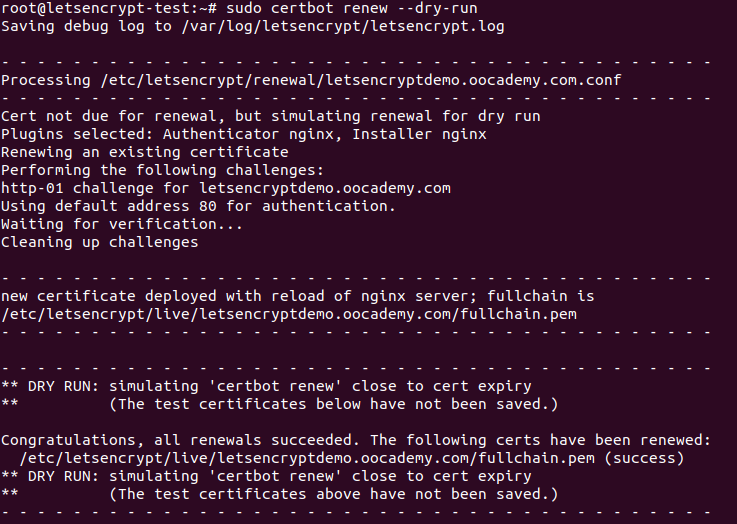 root@letsencrypt-test:~# sudo certbot renew --dry-run
Saving debug log to /var/log/letsencrypt/letsencrypt.log

- - - - - - - - - - - - - - - - - - - - - - - - - - - - - - - - - - - - - - - -
Processing /etc/letsencrypt/renewal/letsencryptdemo.oocademy.com.conf
- - - - - - - - - - - - - - - - - - - - - - - - - - - - - - - - - - - - - - - -
Cert not due for renewal, but simulating renewal for dry run
Plugins selected: Authenticator nginx, Installer nginx
Renewing an existing certificate
Performing the following challenges:
http-01 challenge for letsencryptdemo.oocademy.com
Using default address 80 for authentication.
Waiting for verification...
Cleaning up challenges

- - - - - - - - - - - - - - - - - - - - - - - - - - - - - - - - - - - - - - - -
new certificate deployed with reload of nginx server; fullchain is
/etc/letsencrypt/live/letsencryptdemo.oocademy.com/fullchain.pem
- - - - - - - - - - - - - - - - - - - - - - - - - - - - - - - - - - - - - - - -

- - - - - - - - - - - - - - - - - - - - - - - - - - - - - - - - - - - - - - - -
** DRY RUN: simulating 'certbot renew' close to cert expiry
**          (The test certificates below have not been saved.)

Congratulations, all renewals succeeded. The following certs have been renewed:
  /etc/letsencrypt/live/letsencryptdemo.oocademy.com/fullchain.pem (success)
** DRY RUN: simulating 'certbot renew' close to cert expiry
**          (The test certificates above have not been saved.)
- - - - - - - - - - - - - - - - - - - - - - - - - - - - - - - - - - - - - - - -